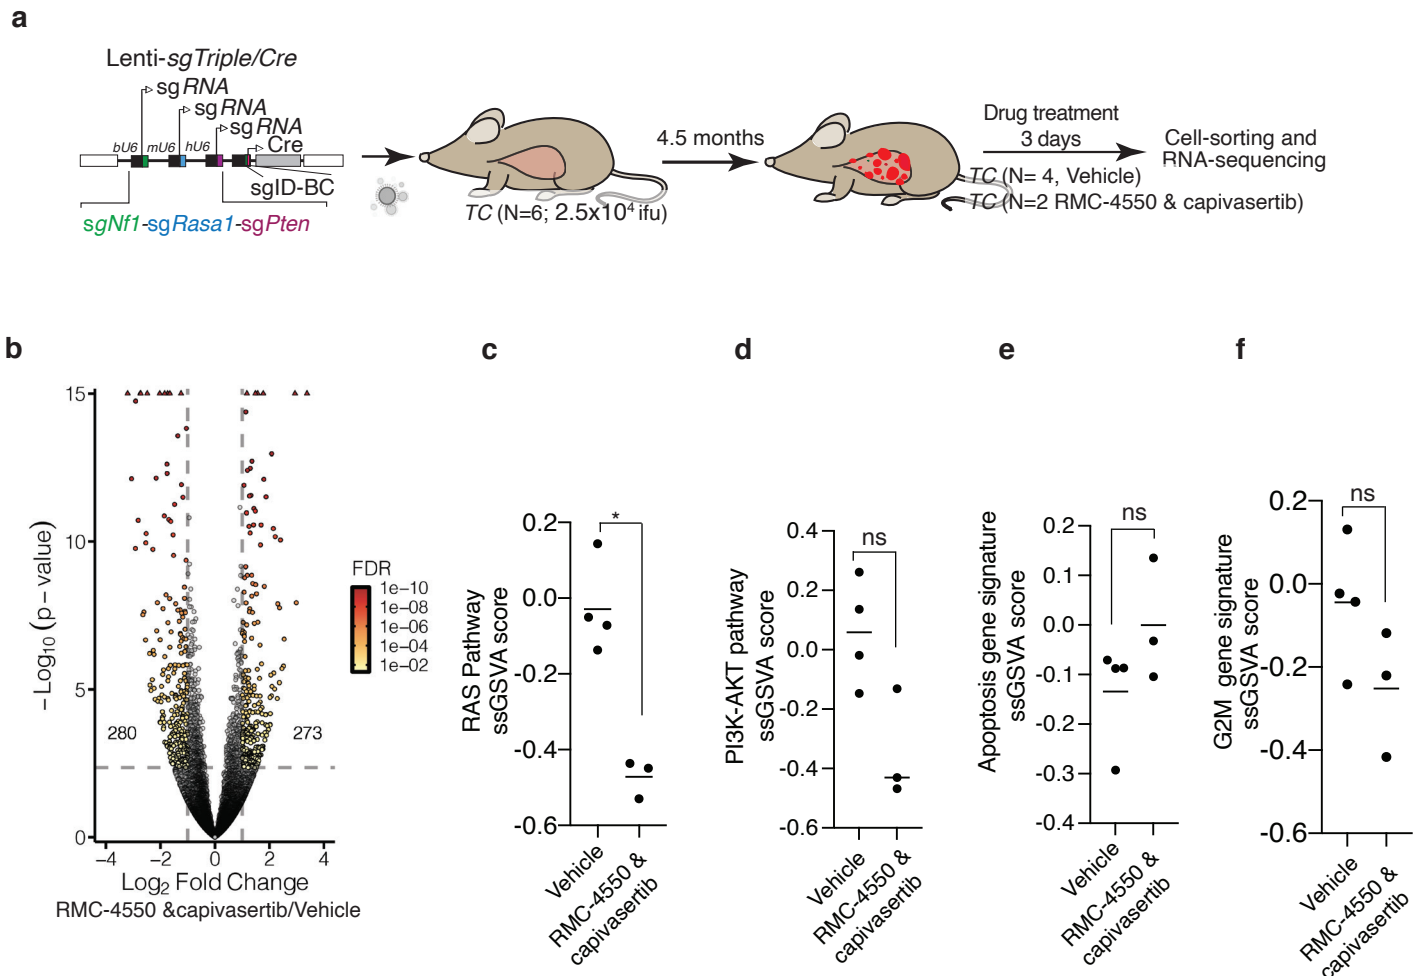 a
Lenti-sgTriple/Cre
sgRNA
sgRNA
sgRNA
bU6 mU6 hU6
Cre
sgID-BC
sgNf1-sgRasa1-sgPten
TC (N=6; 2.5x10⁴ ifu)
4.5 months
Drug treatment
3 days
TC (N= 4, Vehicle)
TC (N=2 RMC-4550 & capivasertib)
Cell-sorting and
RNA-sequencing
b
15
10
5
0
−Log₁₀ (p − value)
280
273
−4 −2 0 2 4
Log₂ Fold Change
RMC-4550 &capivasertib/Vehicle
FDR
1e−10
1e−08
1e−06
1e−04
1e−02
c
RAS Pathway
ssGSVA score
0.2
0.0
-0.2
-0.4
-0.6
*
Vehicle
RMC-4550 &
capivasertib
d
PI3K-AKT pathway
ssGSVA score
0.4
0.2
0.0
-0.2
-0.4
-0.6
ns
Vehicle
RMC-4550 &
capivasertib
e
Apoptosis gene signature
ssGSVA score
0.2
0.1
0.0
-0.1
-0.2
-0.3
-0.4
ns
Vehicle
RMC-4550 &
capivasertib
f
G2M gene signature
ssGSVA score
0.2
0.0
-0.2
-0.4
-0.6
ns
Vehicle
RMC-4550 &
capivasertib